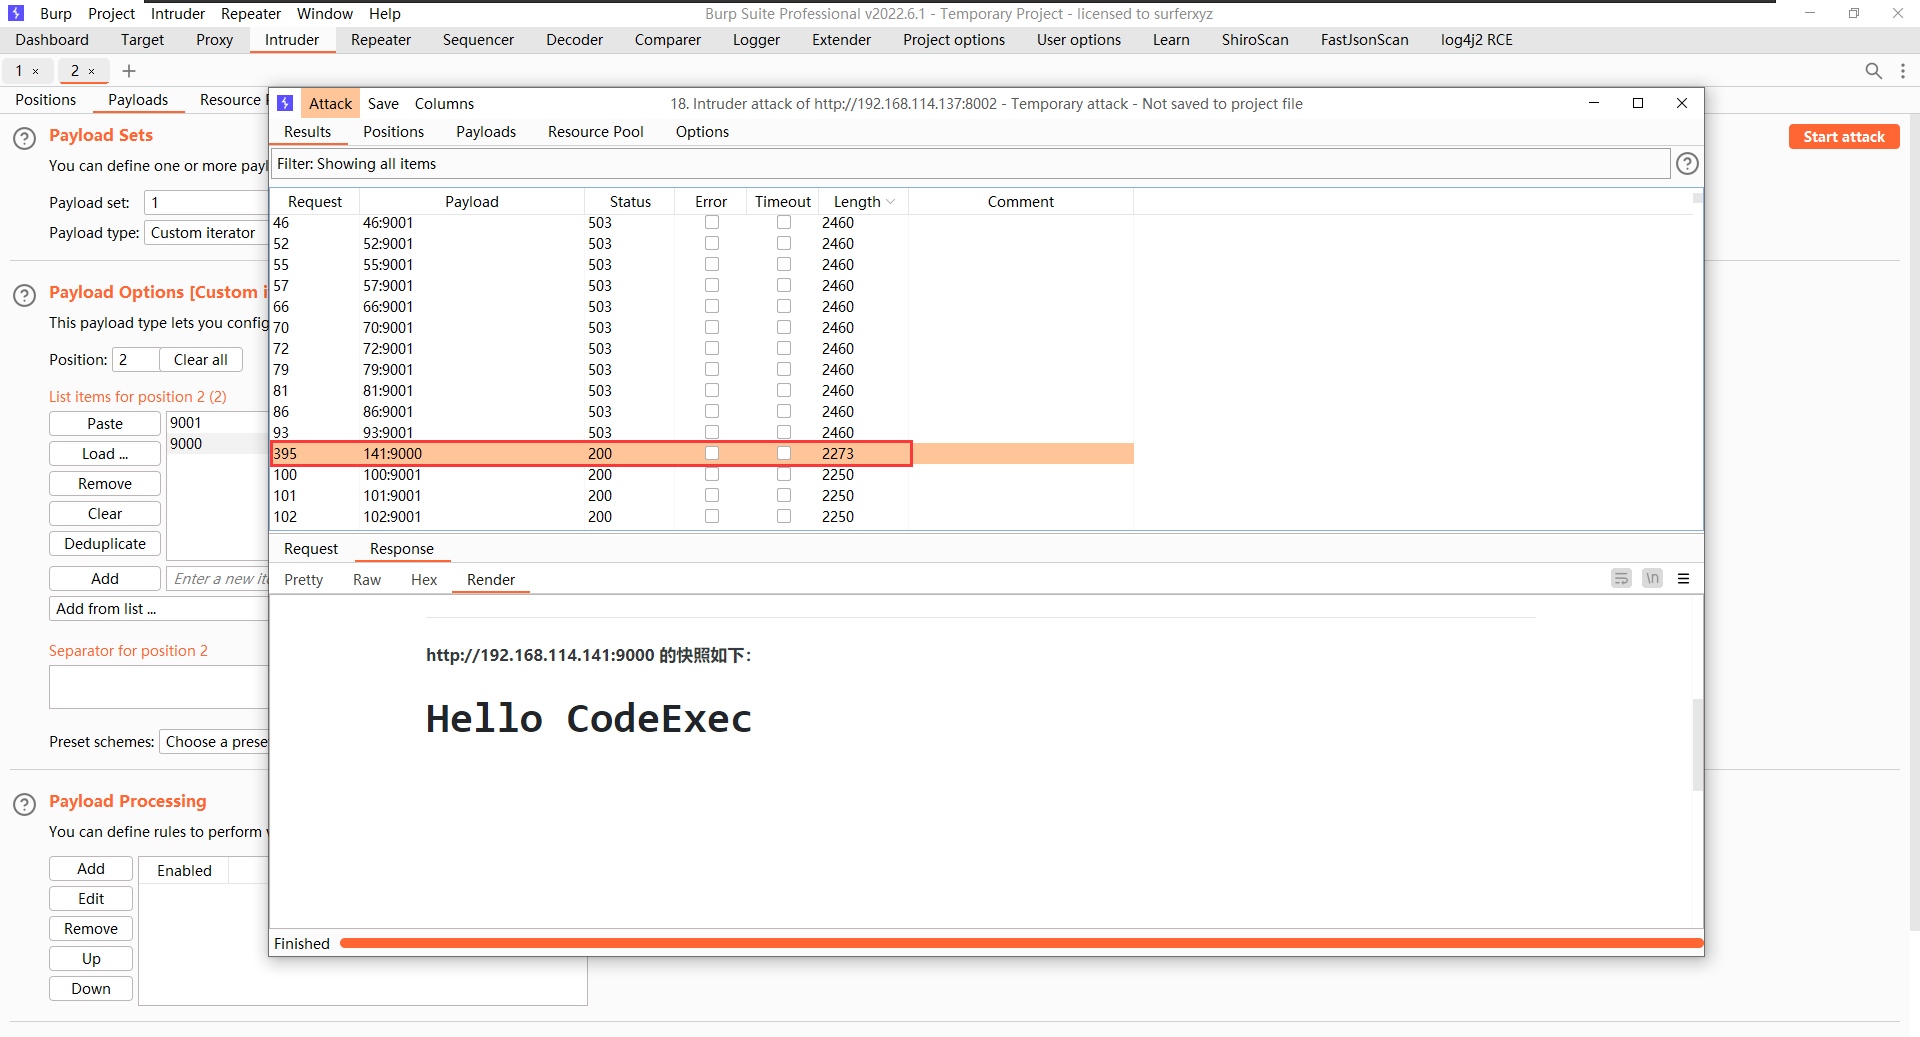 Burp Project Intruder Repeater Window Help
Burp Suite Professional v2022.6.1 - Temporary Project - licensed to surferxyz
Dashboard Target Proxy Intruder Repeater Sequencer Decoder Comparer Logger Extender Project options User options Learn ShiroScan FastJsonScan log4j2 RCE
1 × 2 × +
Positions Payloads Resource
Payload Sets
You can define one or more payl
Payload set: 1
Payload type: Custom iterator
Start attack
Payload Options [Custom i
This payload type lets you config
Position: 2 Clear all
List items for position 2 (2)
Paste
Load ...
Remove
Clear
Deduplicate
9001
9000
Add Enter a new ite
Add from list ...
Separator for position 2
Preset schemes: Choose a prese
Payload Processing
You can define rules to perform v
Add
Edit
Remove
Up
Down
Enabled
Attack Save Columns
18. Intruder attack of http://192.168.114.137:8002 - Temporary attack - Not saved to project file
Results Positions Payloads Resource Pool Options
Filter: Showing all items
Request Payload Status Error Timeout Length Comment
46 46:9001 503 2460
52 52:9001 503 2460
55 55:9001 503 2460
57 57:9001 503 2460
66 66:9001 503 2460
70 70:9001 503 2460
72 72:9001 503 2460
79 79:9001 503 2460
81 81:9001 503 2460
86 86:9001 503 2460
93 93:9001 503 2460
395 141:9000 200 2273
100 100:9001 200 2250
101 101:9001 200 2250
102 102:9001 200 2250
Request Response
Pretty Raw Hex Render
\n
http://192.168.114.141:9000 的快照如下：
Hello CodeExec
Finished